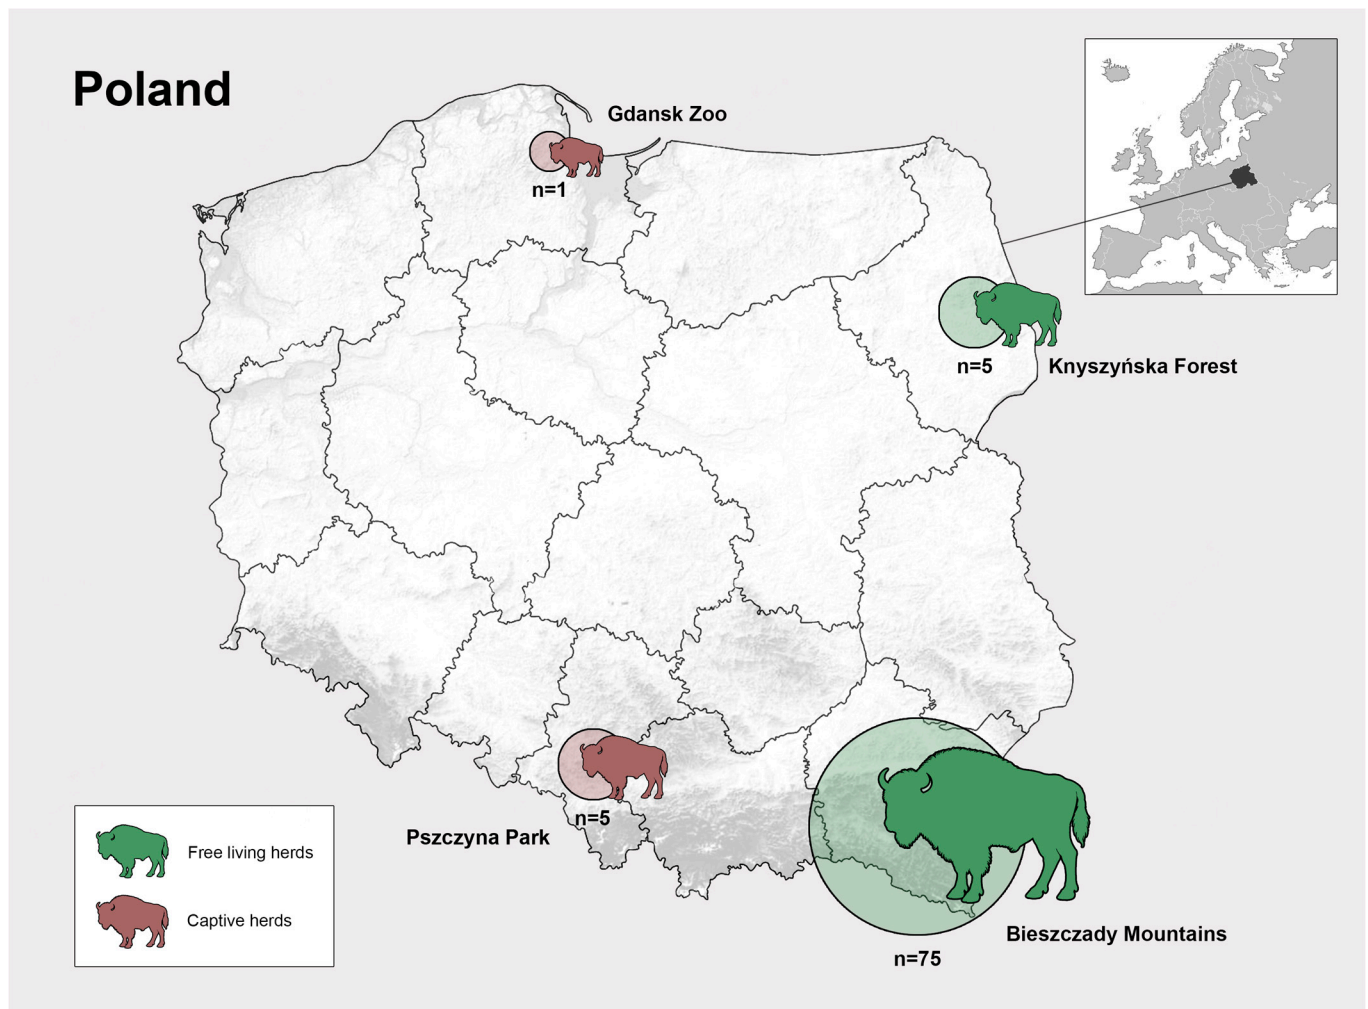 Poland
Gdansk Zoo
n=1
n=5
Knyszyńska Forest
Pszczyna Park
n=5
Bieszczady Mountains
n=75
Free living herds
Captive herds